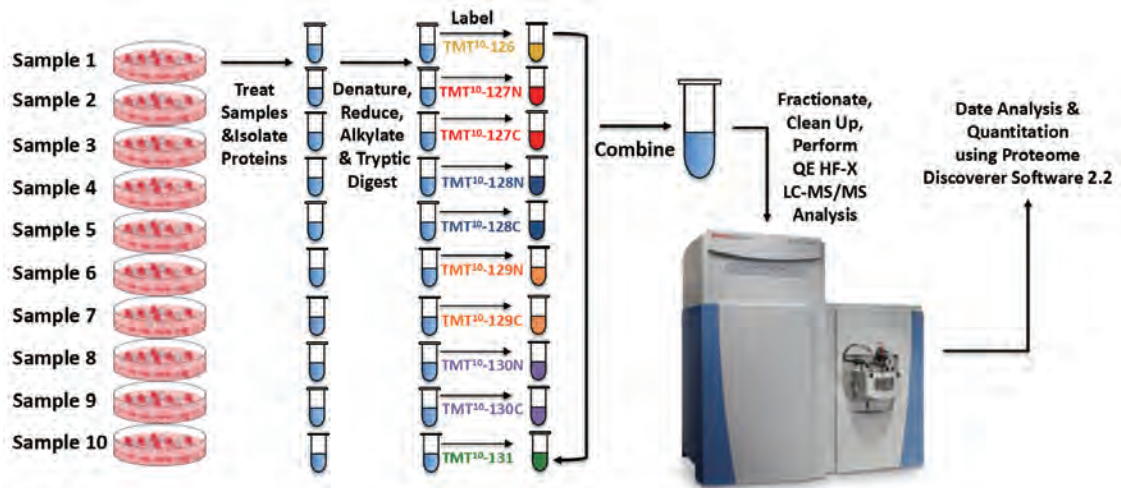 Label
Sample 1
Sample 2
Sample 3
Sample 4
Sample 5
Sample 6
Sample 7
Sample 8
Sample 9
Sample 10
Treat
Samples
&Isolate
Proteins
Denature,
Reduce,
Alkylate
& Tryptic
Digest
TMT¹⁰-126
TMT¹⁰-127N
TMT¹⁰-127C
TMT¹⁰-128N
TMT¹⁰-128C
TMT¹⁰-129N
TMT¹⁰-129C
TMT¹⁰-130N
TMT¹⁰-130C
TMT¹⁰-131
Combine
Fractionate,
Clean Up,
Perform
QE HF-X
LC-MS/MS
Analysis
Date Analysis &
Quantitation
using Proteome
Discoverer Software 2.2